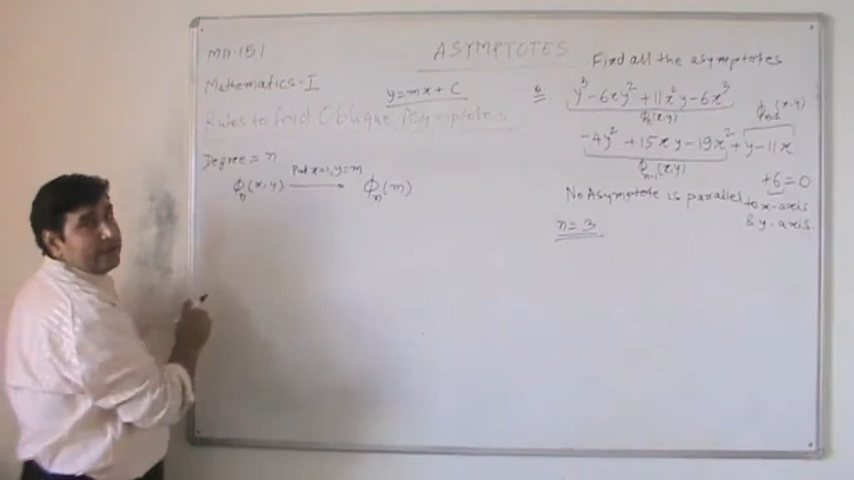 MA-151
ASYMPTOTES
Mathematics-I
y=mx+c
Rules to find Oblique Asymptotes
Degree = n
ϕₙ(x,y) Put x=1, y=m → ϕₙ(m)
Find all the asymptotes
y³ - 6xy² + 11x²y - 6x³
-4y² + 15xy - 19x² + y - 11x
ϕₙ₋₁(x,y)
+6=0
No Asymptote is parallel to x-axis
& y-axis.
n=3